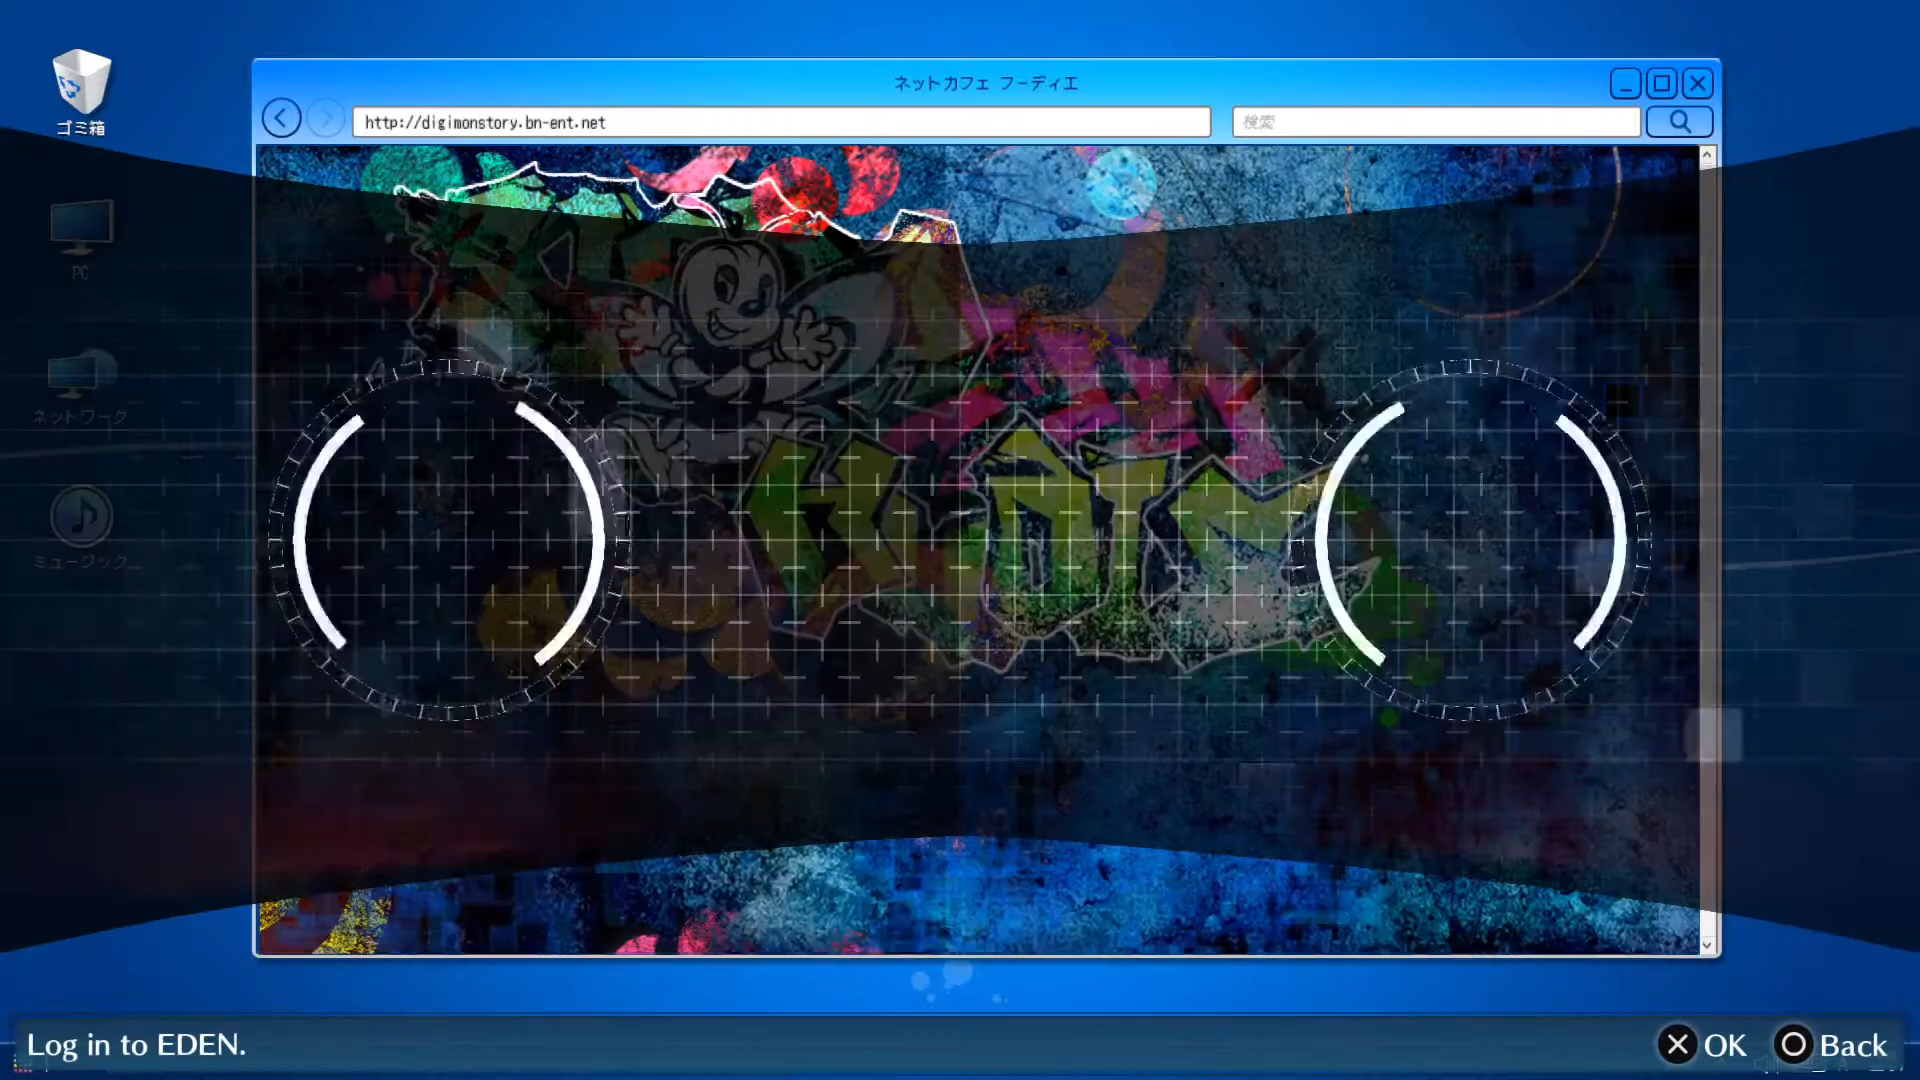 ネットカフェ フーディエ
http://digimonstory.bn-ent.net
検索
ゴミ箱
PC
ネットワーク
ミュージック
Log in to EDEN.
OK
Back